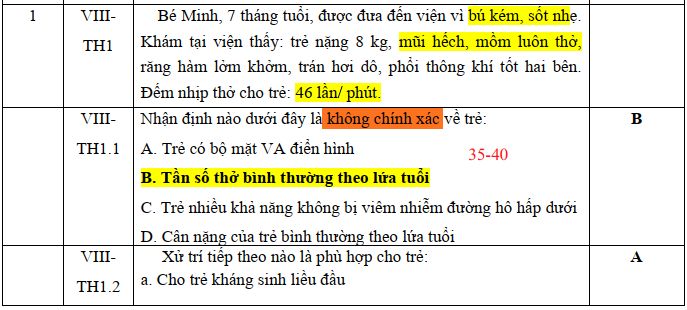 1 VIII-TH1 Bé Minh, 7 tháng tuổi, được đưa đến viện vì bú kém, sốt nhẹ.
Khám tại viện thấy: trẻ nặng 8 kg, mũi hếch, mồm luôn thở,
răng hàm lởm khởm, trán hơi dô, phổi thông khí tốt hai bên.
Đếm nhịp thở cho trẻ: 46 lần/ phút.
VIII-TH1.1 Nhận định nào dưới đây là không chính xác về trẻ: B
A. Trẻ có bộ mặt VA điển hình
35-40
B. Tần số thở bình thường theo lứa tuổi
C. Trẻ nhiều khả năng không bị viêm nhiễm đường hô hấp dưới
D. Cân nặng của trẻ bình thường theo lứa tuổi
VIII-TH1.2 Xử trí tiếp theo nào là phù hợp cho trẻ: A
a. Cho trẻ kháng sinh liều đầu